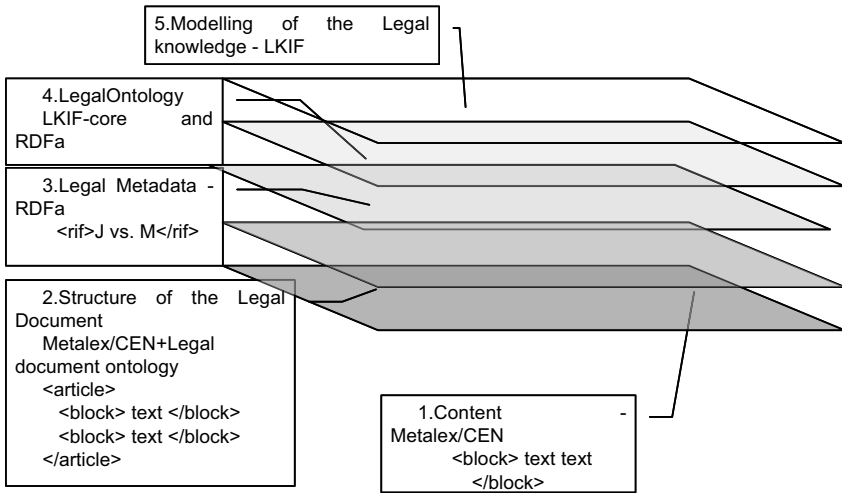 5.Modelling of the Legal
knowledge - LKIF
4.LegalOntology
LKIF-core and
RDFa
3.Legal Metadata -
RDFa
<rif>J vs. M</rif>
2.Structure of the Legal
Document
Metalex/CEN+Legal
document ontology
<article>
<block> text </block>
<block> text </block>
</article>
1.Content -
Metalex/CEN
<block> text text
</block>